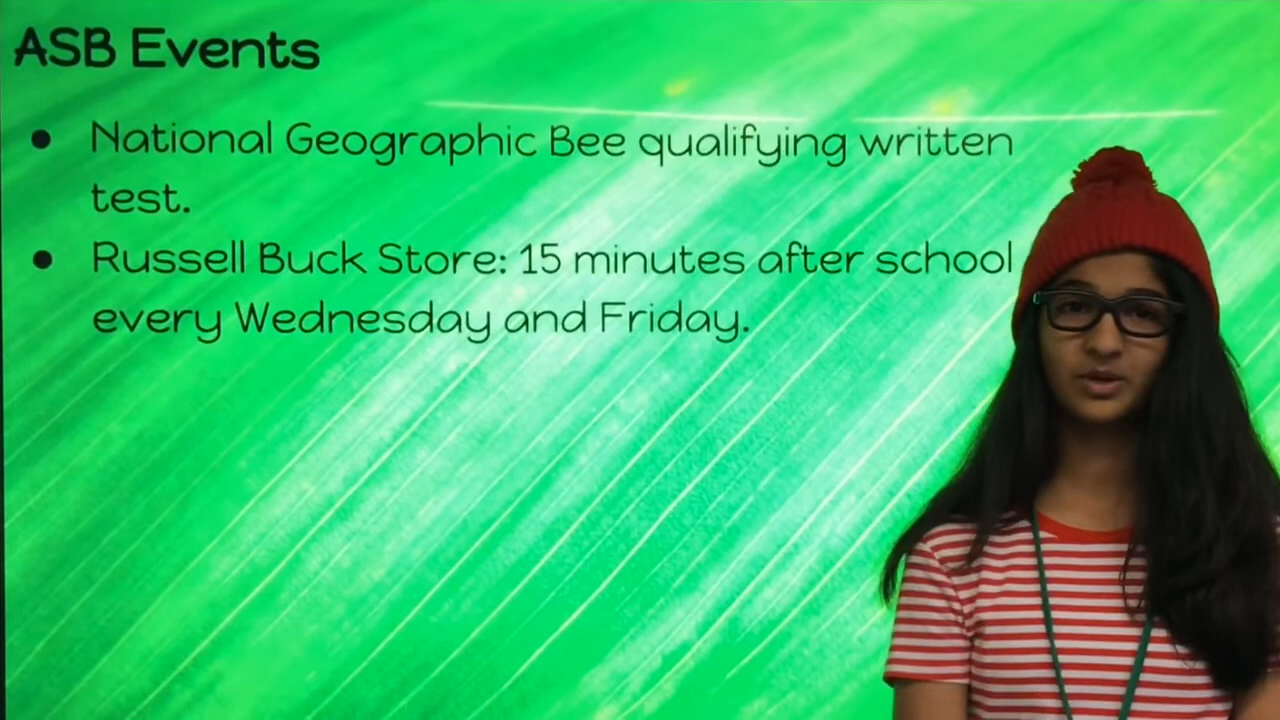 ASB Events
● National Geographic Bee qualifying written
test.
● Russell Buck Store: 15 minutes after school
every Wednesday and Friday.